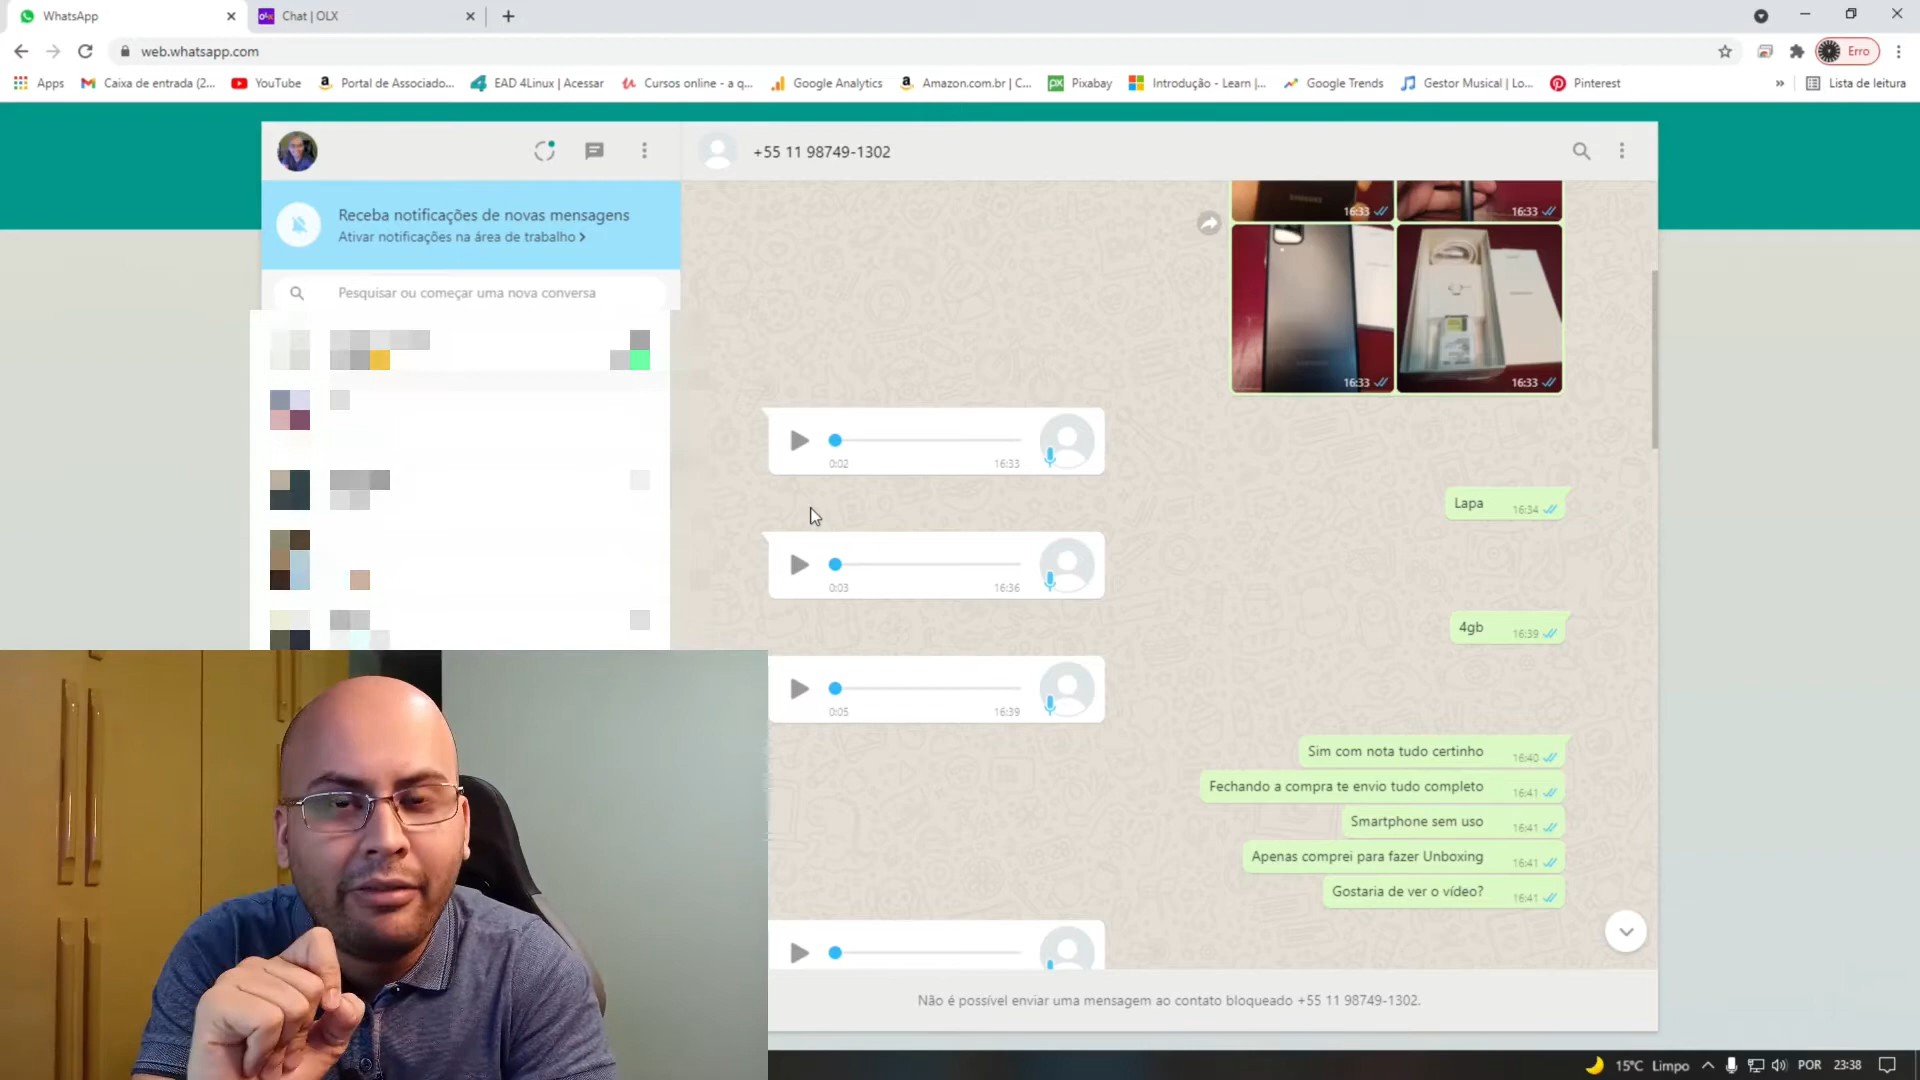 WhatsApp
Chat | OLX
web.whatsapp.com
Erro
Apps
Caixa de entrada (2...
YouTube
Portal de Associado...
EAD 4Linux | Acessar
Cursos online - a q...
Google Analytics
Amazon.com.br | C...
Pixabay
Introdução - Learn |...
Google Trends
Gestor Musical | Lo...
Pinterest
»
Lista de leitura
+55 11 98749-1302
Receba notificações de novas mensagens
Ativar notificações na área de trabalho >
Pesquisar ou começar uma nova conversa
16:33
16:33
16:33
16:33
0:02
16:33
Lapa
16:34
0:03
16:36
4gb
16:39
0:05
16:39
Sim com nota tudo certinho
16:40
Fechando a compra te envio tudo completo
16:41
Smartphone sem uso
16:41
Apenas comprei para fazer Unboxing
16:41
Gostaria de ver o vídeo?
16:41
Não é possível enviar uma mensagem ao contato bloqueado +55 11 98749-1302.
15°C Limpo
POR
23:38